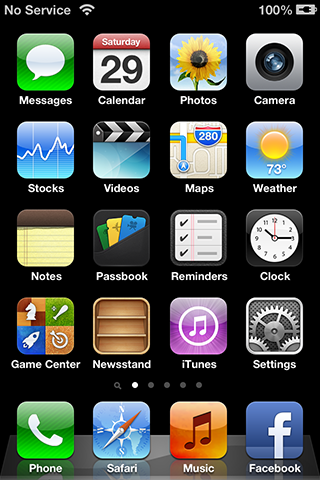 No Service 100%
Saturday
29
Messages Calendar Photos Camera
280
73°
Stocks Videos Maps Weather
Notes Passbook Reminders Clock
Game Center Newsstand iTunes Settings
Phone Safari Music Facebook